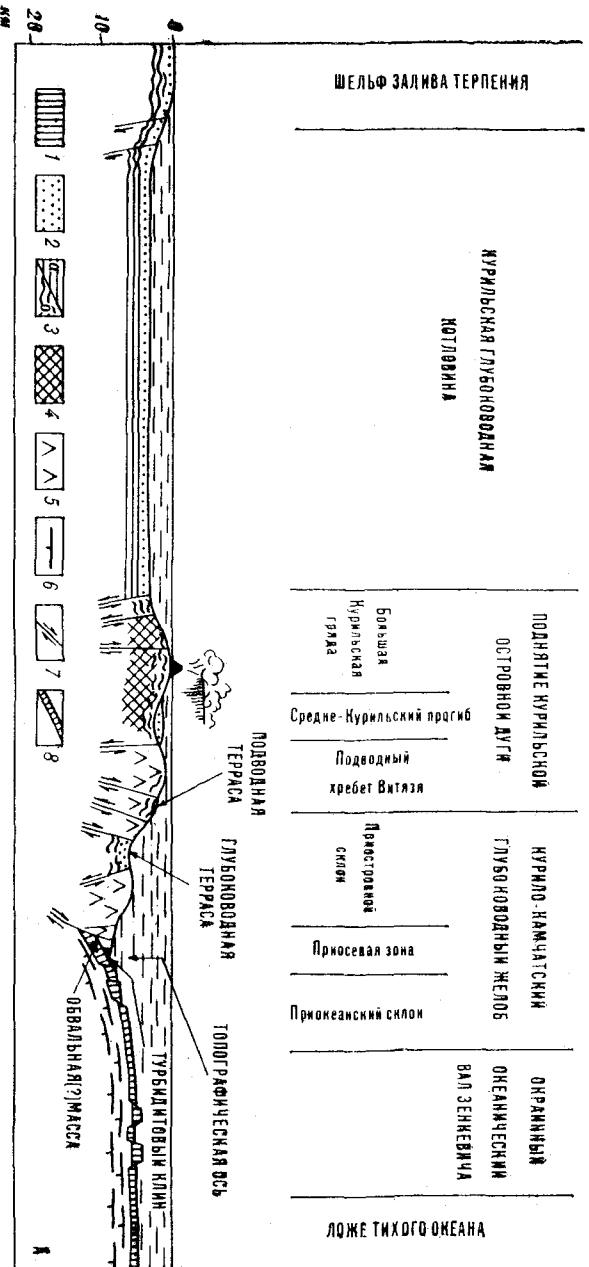 ШЕЛЬФ ЗАЛИВА ТЕРПЕНИЯ
КУРИЛЬСКАЯ ГЛУБОКОВОДНАЯ
КОТЛОВИНА
ПОДНЯТИЕ КУРИЛЬСКОЙ
ОСТРОВНОЙ ДУГИ
Большая
Курильская
гряда
Средне-Курильский прогиб
Подводный
хребет Витязя
КУРИЛО-КАМЧАТСКИЙ
ГЛУБОКОВОДНЫЙ ЖЕЛОБ
Приостровной
склон
Приосевая зона
Приокеанский склон
ОКРАИННЫЙ
ОКЕАНИЧЕСКИЙ
ВАЛ ЗЕНКЕВИЧА
ЛОЖЕ ТИХОГО ОКЕАНА
ПОДВОДНАЯ
ТЕРРАСА
ГЛУБОКОВОДНАЯ
ТЕРРАСА
ТОПОГРАФИЧЕСКАЯ ОСЬ
ТУРБИДИТОВЫЙ КЛИН
ОБВАЛЬНАЯ(?) МАССА
0
10
20
км
1
2
3
4
5
6
7
8